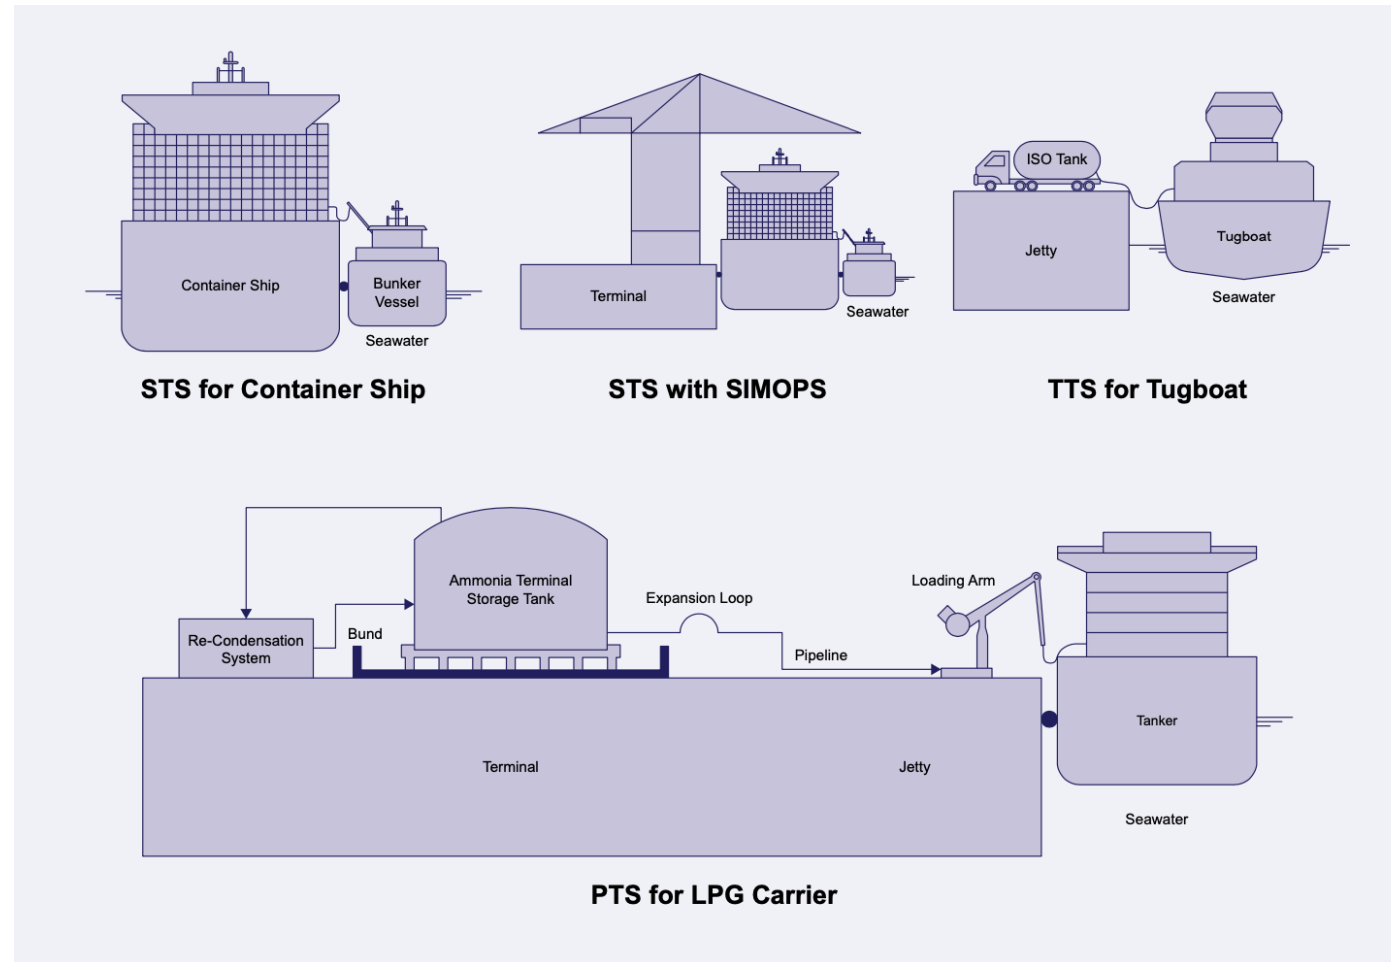 Container Ship
Bunker
Vessel
Seawater
STS for Container Ship
Terminal
Seawater
STS with SIMOPS
ISO Tank
Jetty
Tugboat
Seawater
TTS for Tugboat
Re-Condensation
System
Bund
Ammonia Terminal
Storage Tank
Expansion Loop
Pipeline
Loading Arm
Tanker
Terminal
Jetty
Seawater
PTS for LPG Carrier